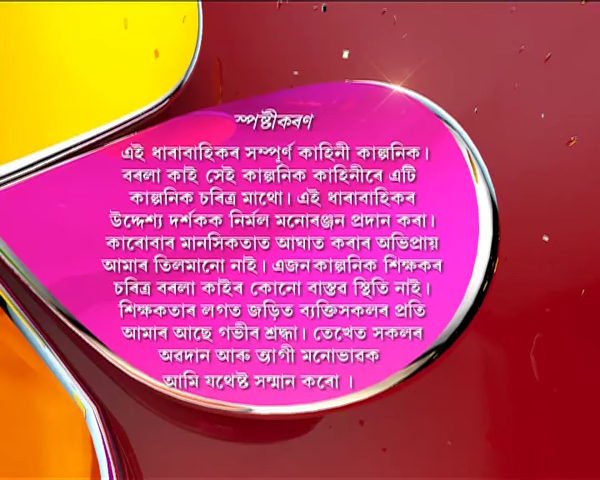 স্পষ্টীকৰণ
এই ধাৰাবাহিকৰ সম্পূৰ্ণ কাহিনী কাল্পনিক।
বৰলা কাই সেই কাল্পনিক কাহিনীৰে এটি
কাল্পনিক চৰিত্ৰ মাথো। এই ধাৰাবাহিকৰ
উদ্দেশ্য দৰ্শকক নিৰ্মল মনোৰঞ্জন প্ৰদান কৰা।
কাৰোবাৰ মানসিকতাত আঘাত কৰাৰ অভিপ্ৰায়
আমাৰ তিলমানো নাই। এজন কাল্পনিক শিক্ষকৰ
চৰিত্ৰ বৰলা কাইৰ কোনো বাস্তৱ স্থিতি নাই।
শিক্ষকতাৰ লগত জড়িত ব্যক্তিসকলৰ প্ৰতি
আমাৰ আছে গভীৰ শ্ৰদ্ধা। তেখেত সকলৰ
অৱদান আৰু ত্যাগী মনোভাৱক
আমি যথেষ্ট সন্মান কৰো ।